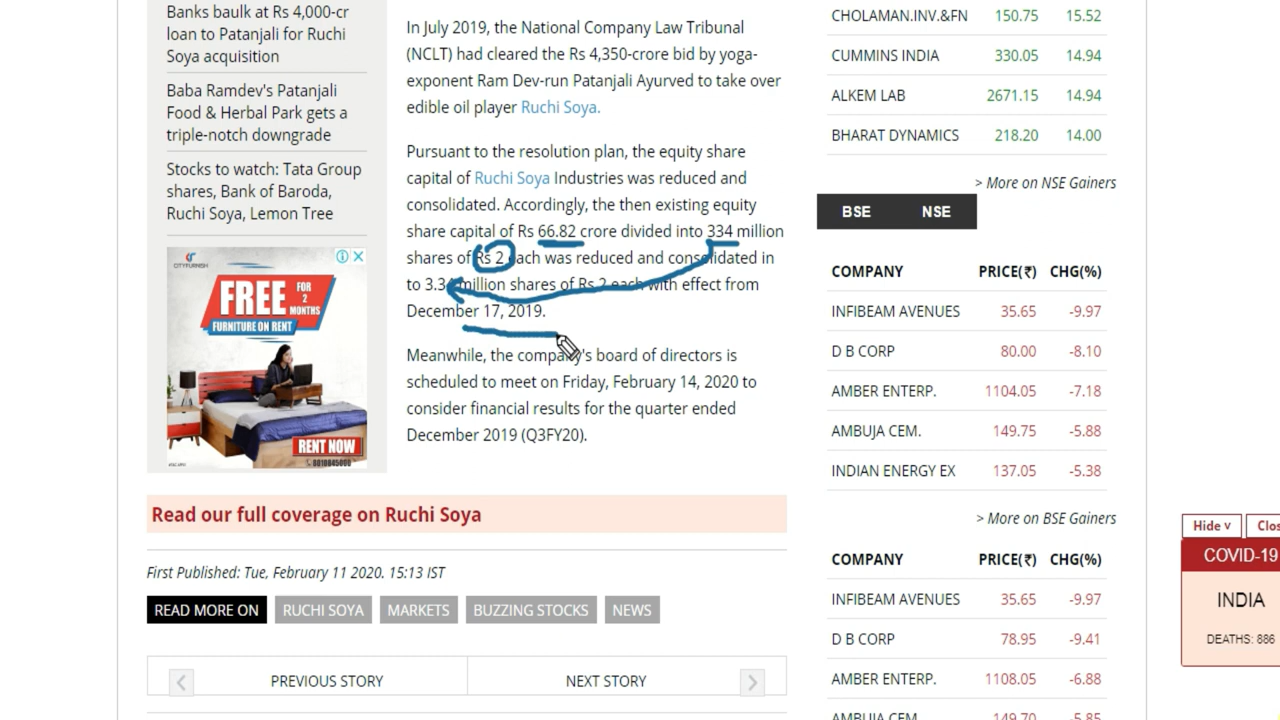 Banks baulk at Rs 4,000-cr
loan to Patanjali for Ruchi
Soya acquisition
Baba Ramdev's Patanjali
Food & Herbal Park gets a
triple-notch downgrade
Stocks to watch: Tata Group
shares, Bank of Baroda,
Ruchi Soya, Lemon Tree
CITYFURNISH
FREE FOR 2 MONTHS
FURNITURE ON RENT
RENT NOW
In July 2019, the National Company Law Tribunal
(NCLT) had cleared the Rs 4,350-crore bid by yoga-
exponent Ram Dev-run Patanjali Ayurved to take over
edible oil player Ruchi Soya.
Pursuant to the resolution plan, the equity share
capital of Ruchi Soya Industries was reduced and
consolidated. Accordingly, the then existing equity
share capital of Rs 66.82 crore divided into 334 million
shares of Rs 2 each was reduced and consolidated in
to 3.34 million shares of Rs 2 each with effect from
December 17, 2019.
Meanwhile, the company's board of directors is
scheduled to meet on Friday, February 14, 2020 to
consider financial results for the quarter ended
December 2019 (Q3FY20).
Read our full coverage on Ruchi Soya
First Published: Tue, February 11 2020. 15:13 IST
READ MORE ON RUCHI SOYA MARKETS BUZZING STOCKS NEWS
PREVIOUS STORY NEXT STORY
CHOLAMAN.INV.&FN 150.75 15.52
CUMMINS INDIA 330.05 14.94
ALKEM LAB 2671.15 14.94
BHARAT DYNAMICS 218.20 14.00
> More on NSE Gainers
BSE NSE
COMPANY PRICE(₹) CHG(%)
INFIBEAM AVENUES 35.65 -9.97
D B CORP 80.00 -8.10
AMBER ENTERP. 1104.05 -7.18
AMBUJA CEM. 149.75 -5.88
INDIAN ENERGY EX 137.05 -5.38
> More on BSE Gainers
COMPANY PRICE(₹) CHG(%)
INFIBEAM AVENUES 35.65 -9.97
D B CORP 78.95 -9.41
AMBER ENTERP. 1108.05 -6.88
AMBUJA CEM. 149.70 -5.85
Hide v Clos
COVID-19
INDIA
DEATHS: 886